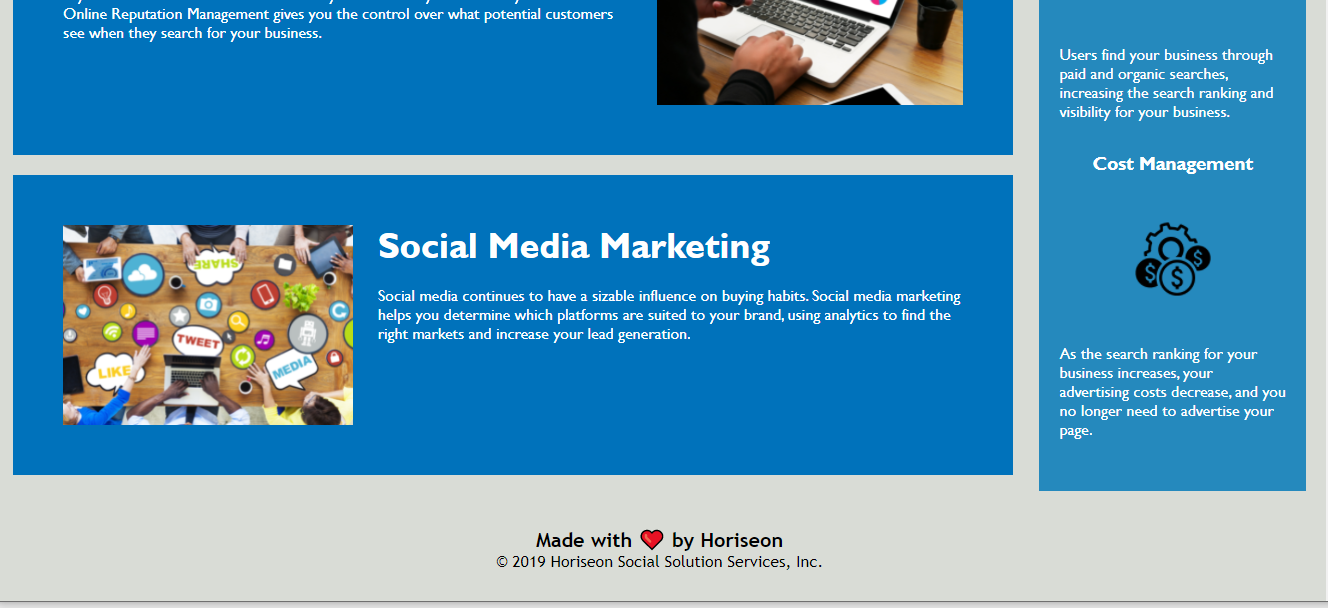 Online Reputation Management gives you the control over what potential customers
see when they search for your business.
Users find your business through
paid and organic searches,
increasing the search ranking and
visibility for your business.
Cost Management
As the search ranking for your
business increases, your
advertising costs decrease, and you
no longer need to advertise your
page.
SHARE
TWEET
LIKE
MEDIA
Social Media Marketing
Social media continues to have a sizable influence on buying habits. Social media marketing
helps you determine which platforms are suited to your brand, using analytics to find the
right markets and increase your lead generation.
Made with ❤️ by Horiseon
© 2019 Horiseon Social Solution Services, Inc.